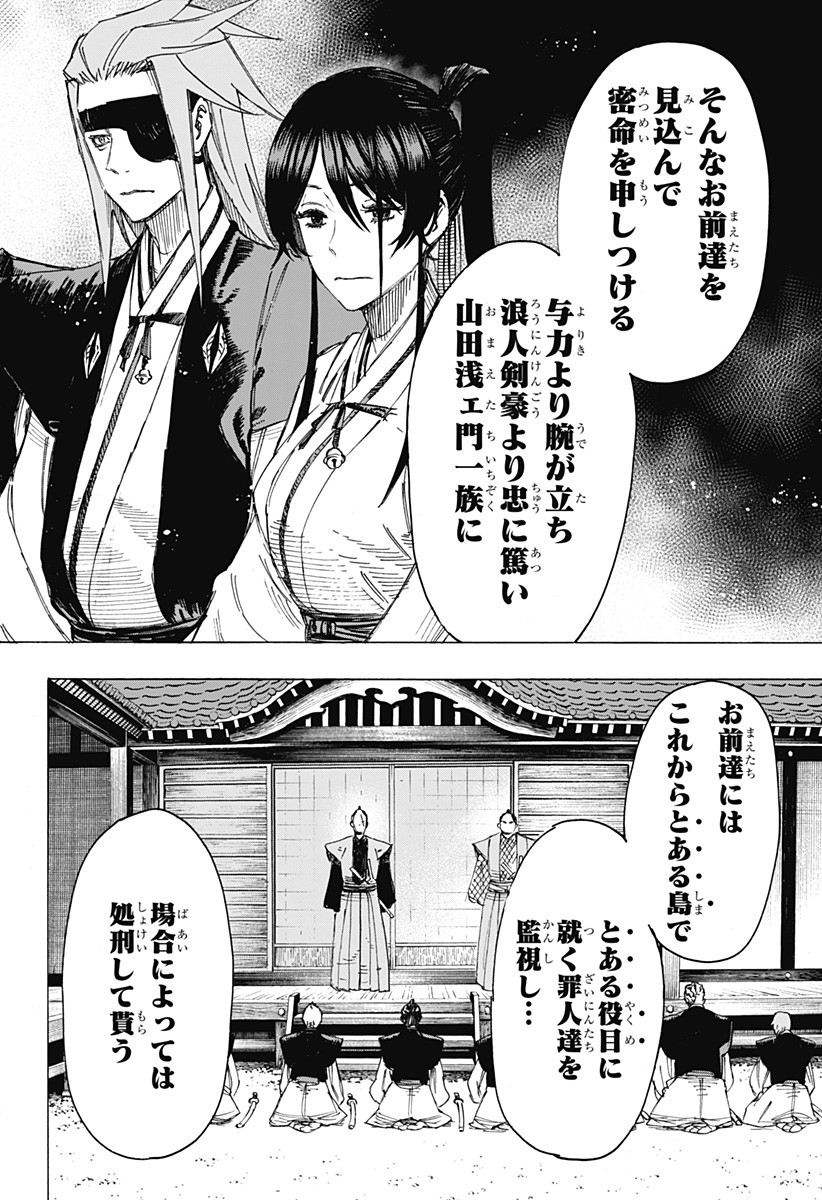 そんなお前達を
見込んで
密命を申しつける
与力より腕が立ち
浪人剣豪より忠に篤い
山田浅ェ門一族に
お前達には
これからとある島で
とある役目に
就く罪人達を
監視し…
場合によっては
処刑して貰う